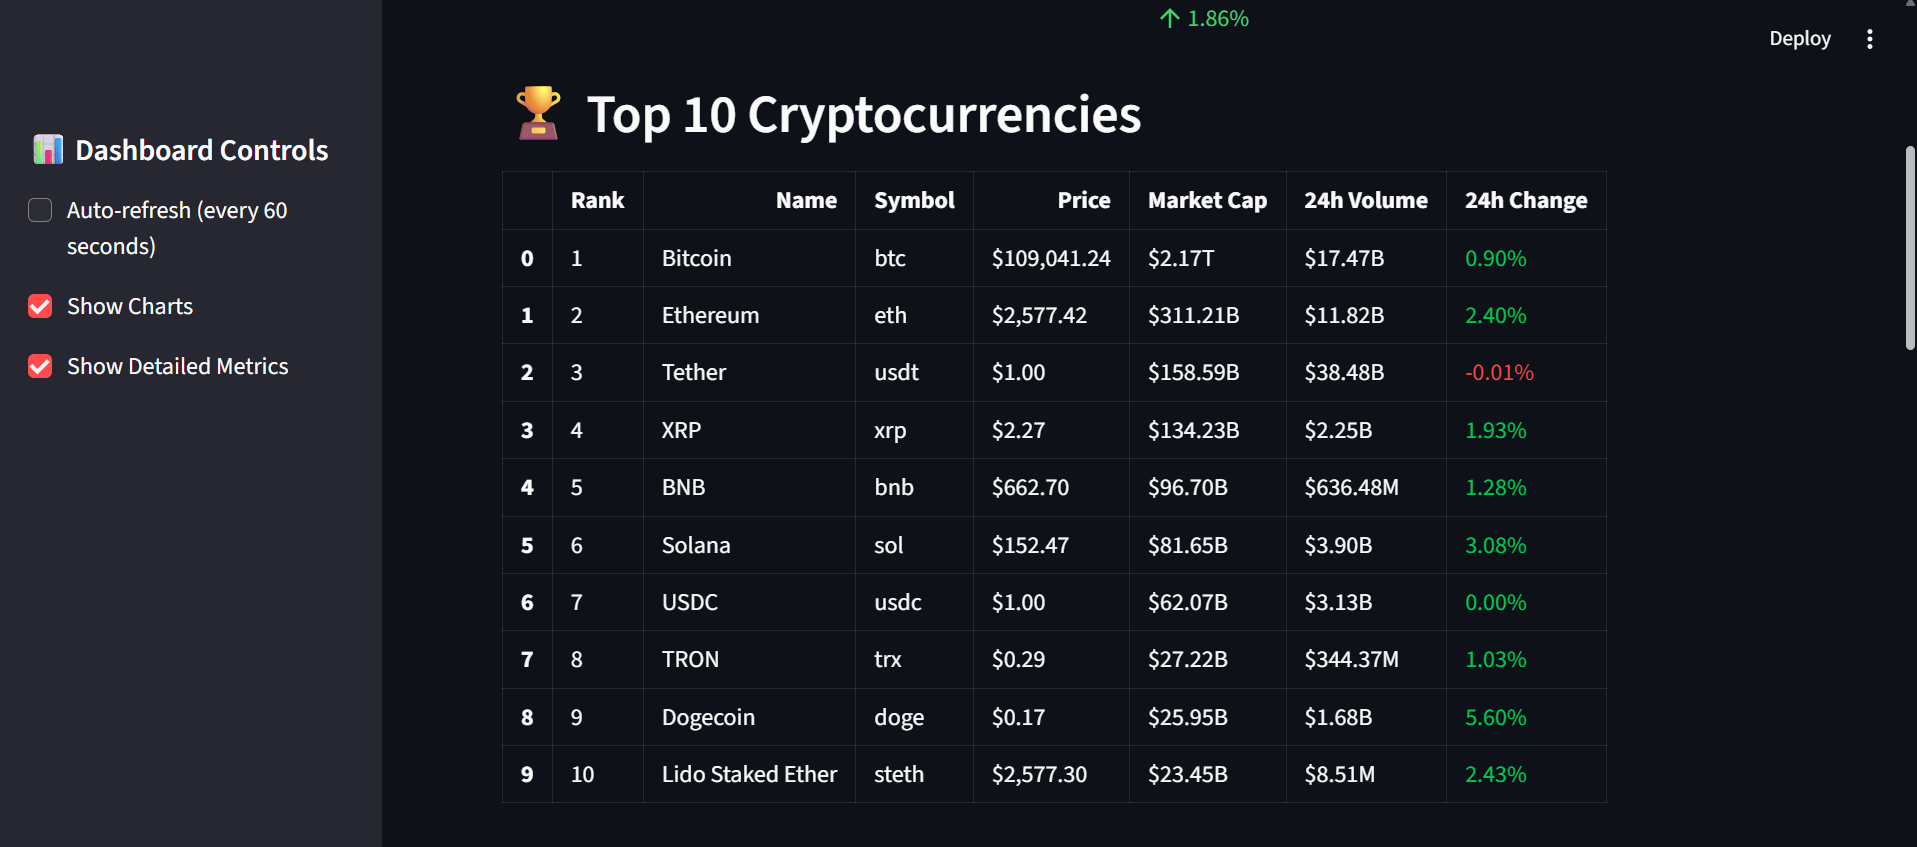 1.86%
Deploy
Top 10 Cryptocurrencies
Dashboard Controls
Auto-refresh (every 60
seconds)
Show Charts
Show Detailed Metrics
Rank Name Symbol Price Market Cap 24h Volume 24h Change
0 1 Bitcoin btc $109,041.24 $2.17T $17.47B 0.90%
1 2 Ethereum eth $2,577.42 $311.21B $11.82B 2.40%
2 3 Tether usdt $1.00 $158.59B $38.48B -0.01%
3 4 XRP xrp $2.27 $134.23B $2.25B 1.93%
4 5 BNB bnb $662.70 $96.70B $636.48M 1.28%
5 6 Solana sol $152.47 $81.65B $3.90B 3.08%
6 7 USDC usdc $1.00 $62.07B $3.13B 0.00%
7 8 TRON trx $0.29 $27.22B $344.37M 1.03%
8 9 Dogecoin doge $0.17 $25.95B $1.68B 5.60%
9 10 Lido Staked Ether steth $2,577.30 $23.45B $8.51M 2.43%